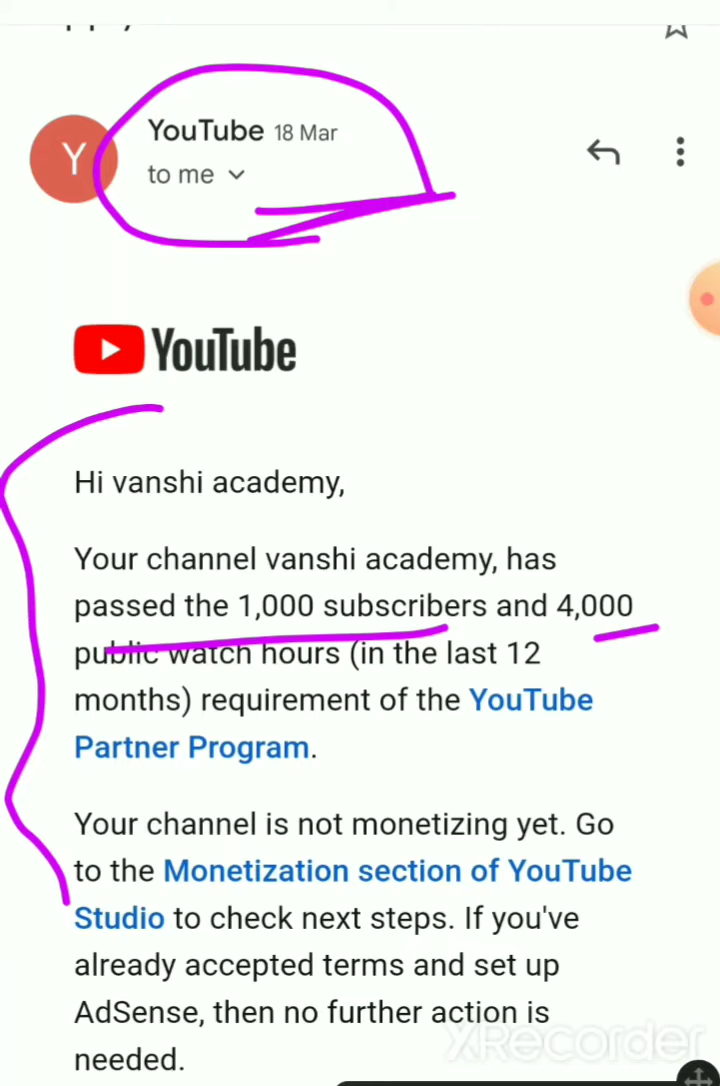 Y
YouTube 18 Mar
to me
YouTube
Hi vanshi academy,
Your channel vanshi academy, has
passed the 1,000 subscribers and 4,000
public watch hours (in the last 12
months) requirement of the YouTube
Partner Program.
Your channel is not monetizing yet. Go
to the Monetization section of YouTube
Studio to check next steps. If you've
already accepted terms and set up
AdSense, then no further action is
needed.
XRecorder